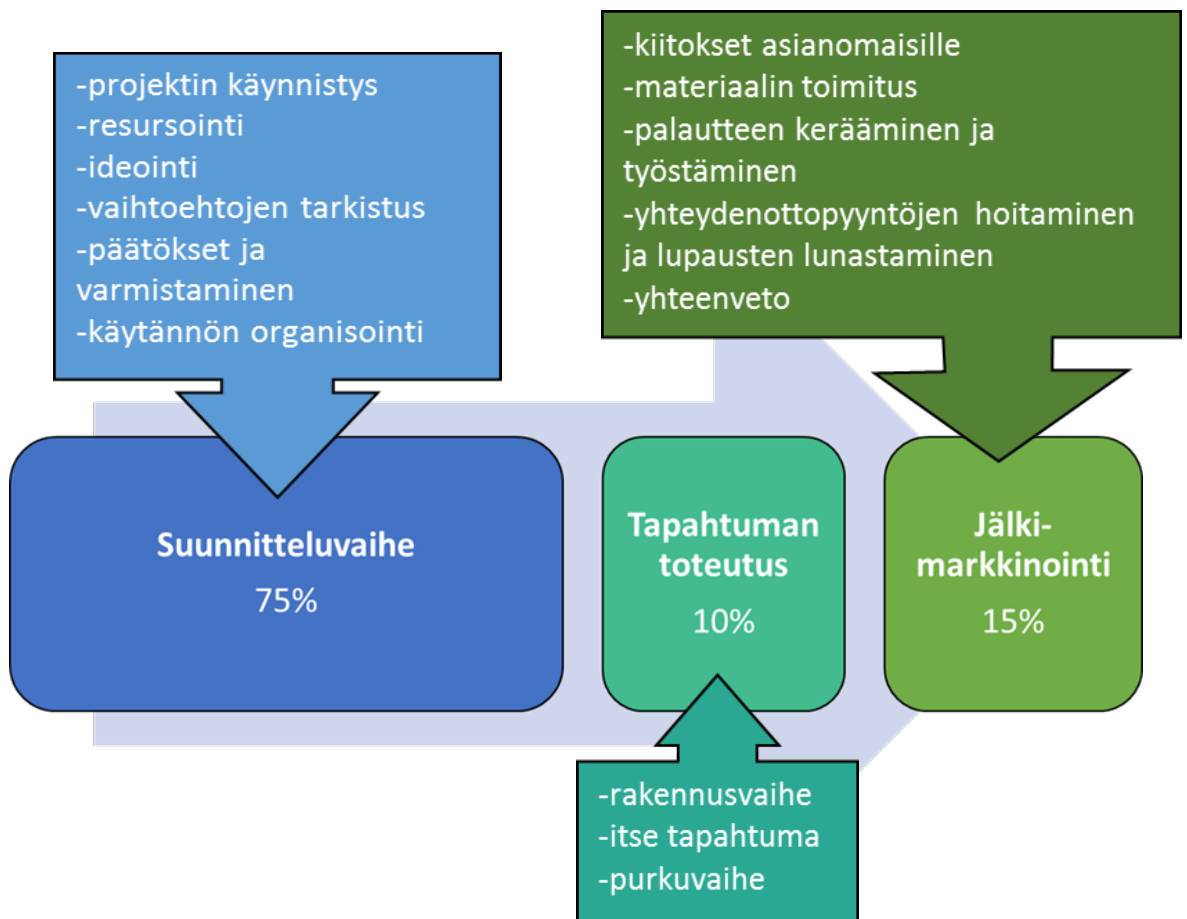 -projektin käynnistys
-resursointi
-ideointi
-vaihtoehtojen tarkistus
-päätökset ja
varmistaminen
-käytännön organisointi
-kiitokset asianomaisille
-materiaalin toimitus
-palautteen kerääminen ja
työstäminen
-yhteydenottopyyntöjen hoitaminen
ja lupausten lunastaminen
-yhteenveto
Suunnitteluvaihe
75%
Tapahtuman
toteutus
10%
Jälki-
markkinointi
15%
-rakennusvaihe
-itse tapahtuma
-purkuvaihe